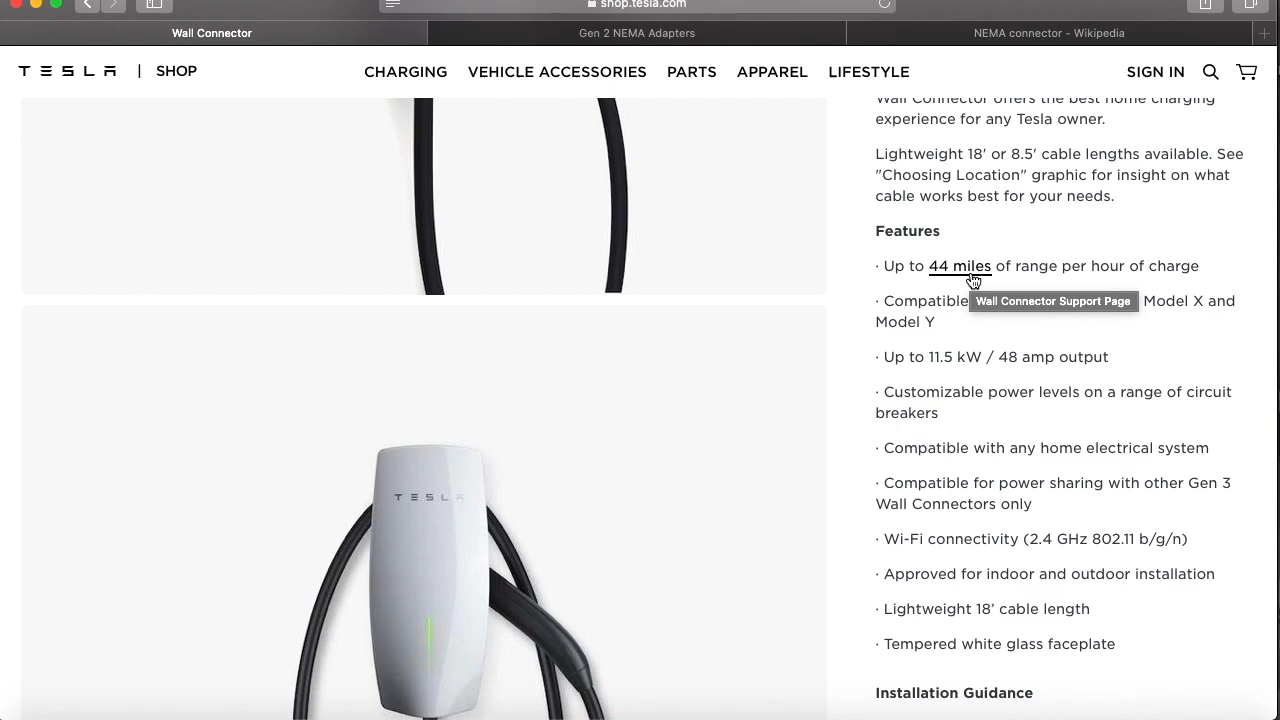 shop.tesla.com
Wall Connector
Gen 2 NEMA Adapters
NEMA connector - Wikipedia
TESLA | SHOP
CHARGING VEHICLE ACCESSORIES PARTS APPAREL LIFESTYLE
SIGN IN
Wall Connector offers the best home charging
experience for any Tesla owner.
Lightweight 18' or 8.5' cable lengths available. See
"Choosing Location" graphic for insight on what
cable works best for your needs.
Features
· Up to 44 miles of range per hour of charge
· Compatible Model X and
Wall Connector Support Page
Model Y
· Up to 11.5 kW / 48 amp output
· Customizable power levels on a range of circuit
breakers
· Compatible with any home electrical system
· Compatible for power sharing with other Gen 3
Wall Connectors only
· Wi-Fi connectivity (2.4 GHz 802.11 b/g/n)
· Approved for indoor and outdoor installation
· Lightweight 18’ cable length
· Tempered white glass faceplate
Installation Guidance
TESLA